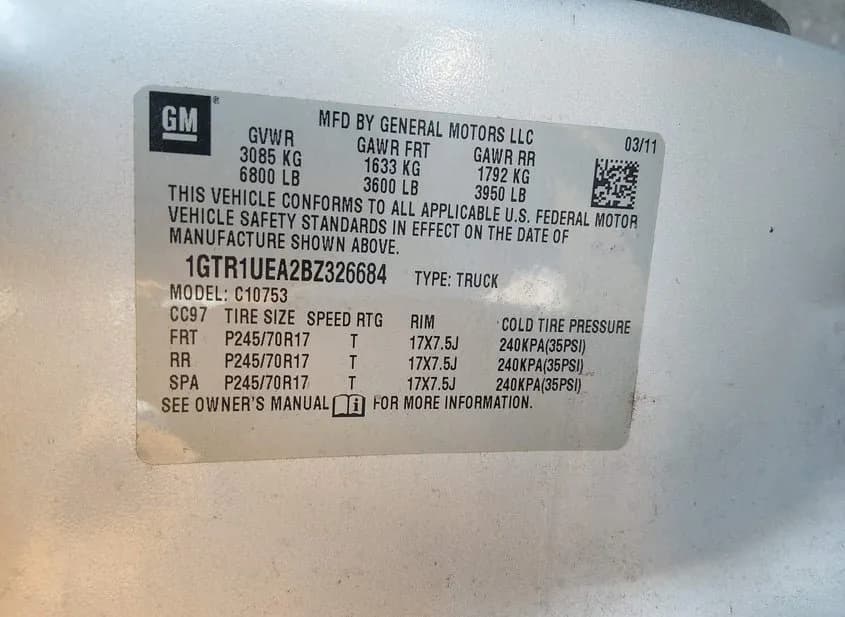 GM®
MFD BY GENERAL MOTORS LLC 03/11
GVWR GAWR FRT GAWR RR
3085 KG 1633 KG 1792 KG
6800 LB 3600 LB 3950 LB
THIS VEHICLE CONFORMS TO ALL APPLICABLE U.S. FEDERAL MOTOR
VEHICLE SAFETY STANDARDS IN EFFECT ON THE DATE OF
MANUFACTURE SHOWN ABOVE.
1GTR1UEA2BZ326684 TYPE: TRUCK
MODEL: C10753
CC97 TIRE SIZE SPEED RTG RIM COLD TIRE PRESSURE
FRT P245/70R17 T 17X7.5J 240KPA(35PSI)
RR P245/70R17 T 17X7.5J 240KPA(35PSI)
SPA P245/70R17 T 17X7.5J 240KPA(35PSI)
SEE OWNER'S MANUAL i FOR MORE INFORMATION.